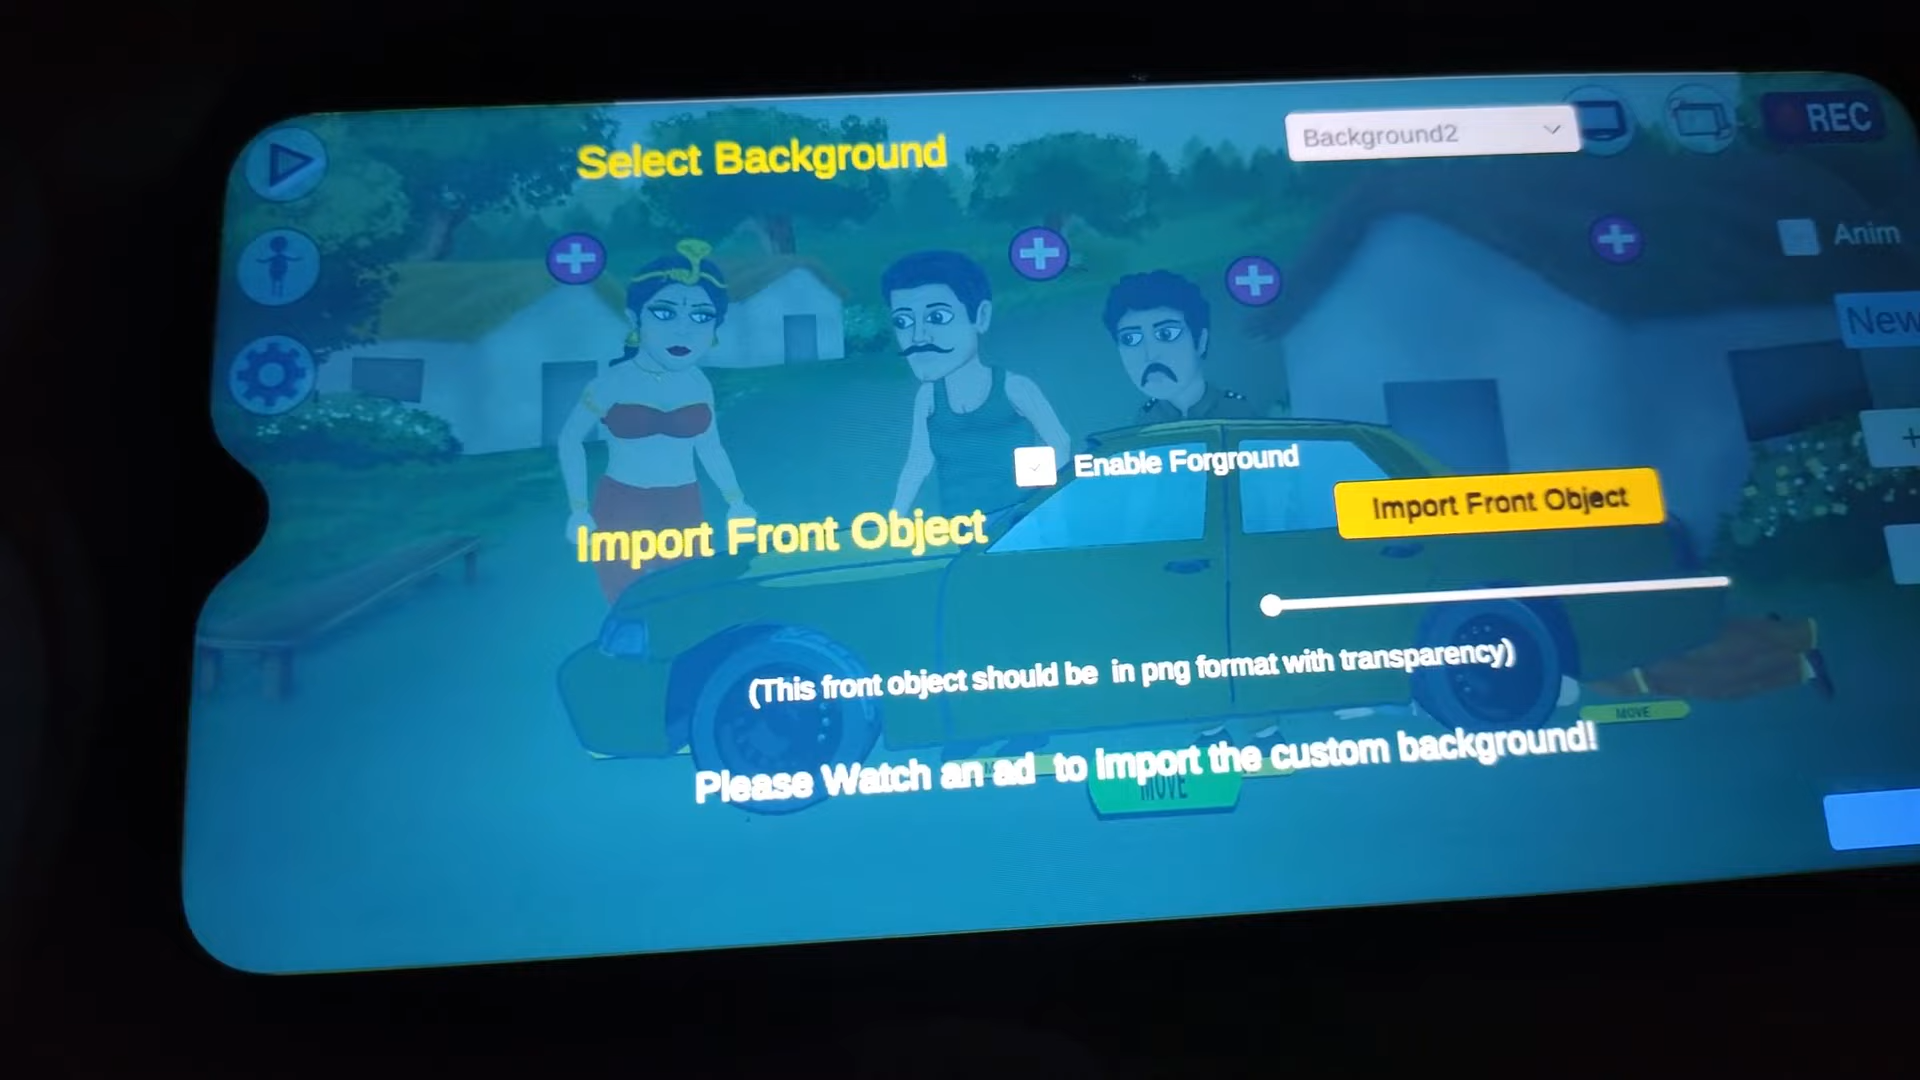 Select Background
Background2
REC
Anim
New
Enable Forground
Import Front Object
Import Front Object
(This front object should be in png format with transparency)
MOVE
Please Watch an ad to Import the custom background!
MOVE